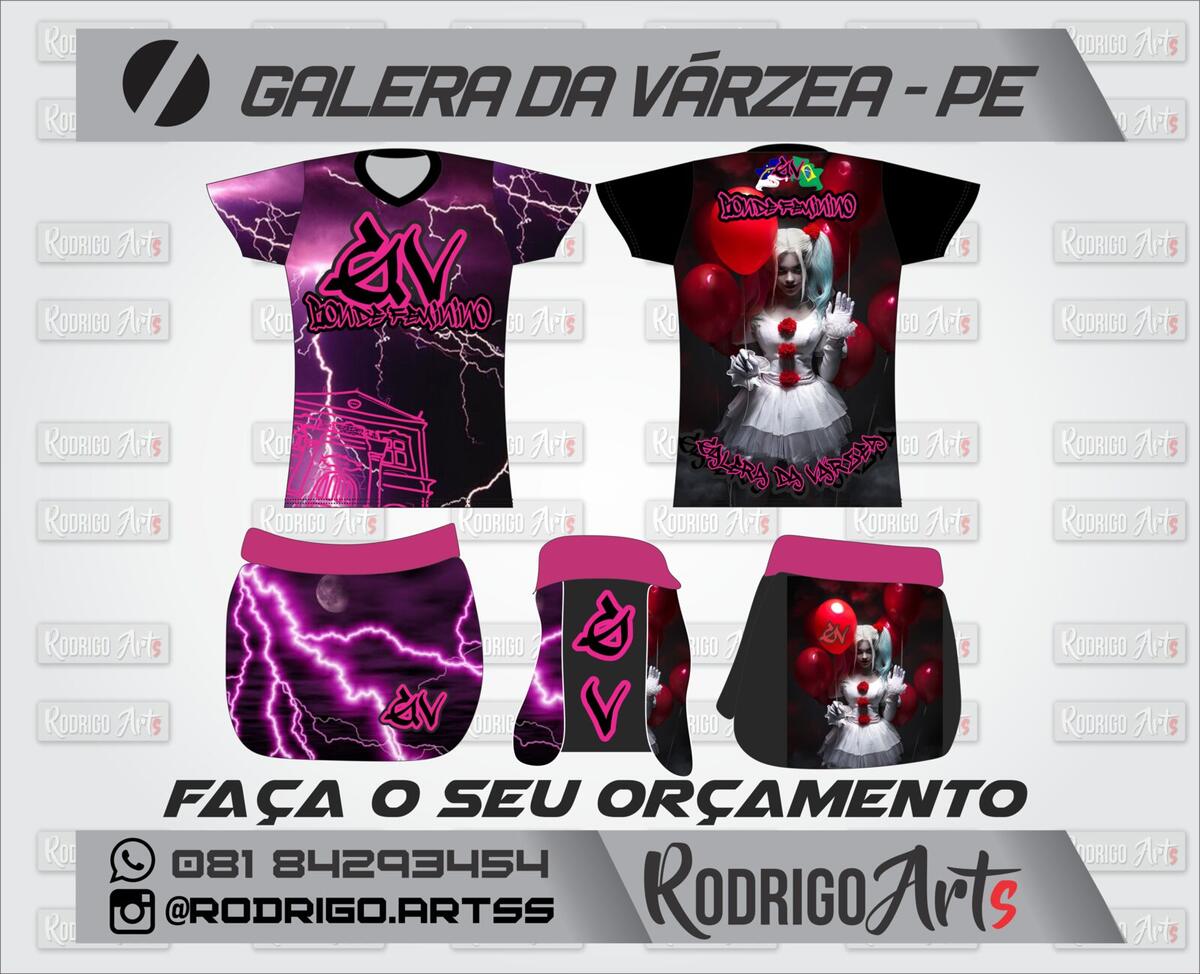 GALERA DA VÁRZEA - PE
GV
BONDE FEMININO
GV
BONDE FEMININO
GALERA DA VÁRZEA
GV
G
V
GV
FAÇA O SEU ORÇAMENTO
081 84293454
@RODRIGO.ARTSS
RODRIGO Arts